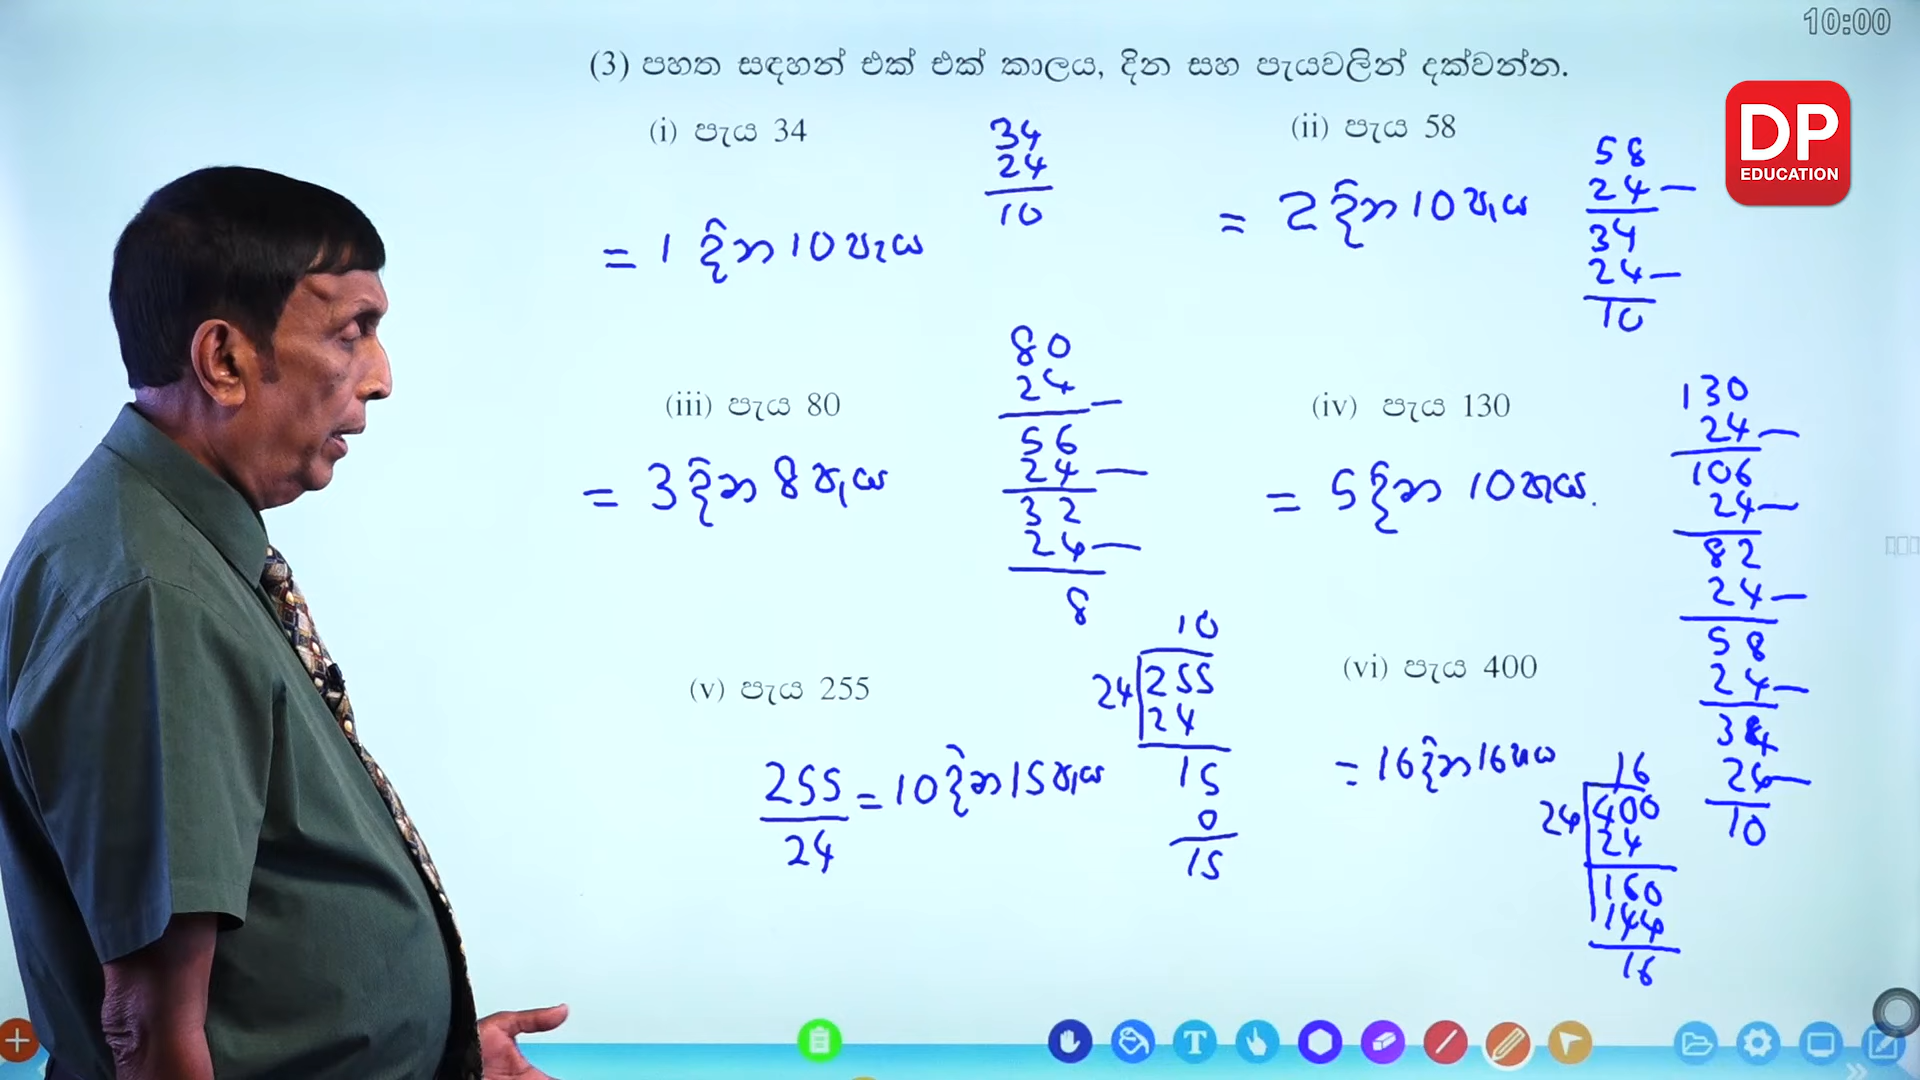 10:00
(3) පහත සඳහන් එක් එක් කාලය, දින සහ පැයවලින් දක්වන්න.
DP
EDUCATION
(i) පැය 34
34
24
10
= 1 දින 10 පැය
(ii) පැය 58
58
24 —
34
24 —
10
= 2 දින 10 පැය
(iii) පැය 80
80
24 —
56
24 —
32
24 —
8
= 3 දින 8 පැය
(iv) පැය 130
130
24 —
106
24 —
82
24 —
58
24 —
34
24 —
10
= 5 දින 10 පැය.
(v) පැය 255
10
24 255
24
15
0
15
255 = 10 දින 15 පැය
24
(vi) පැය 400
= 16 දින 16 පැය
16
24 400
24
160
144
16
T